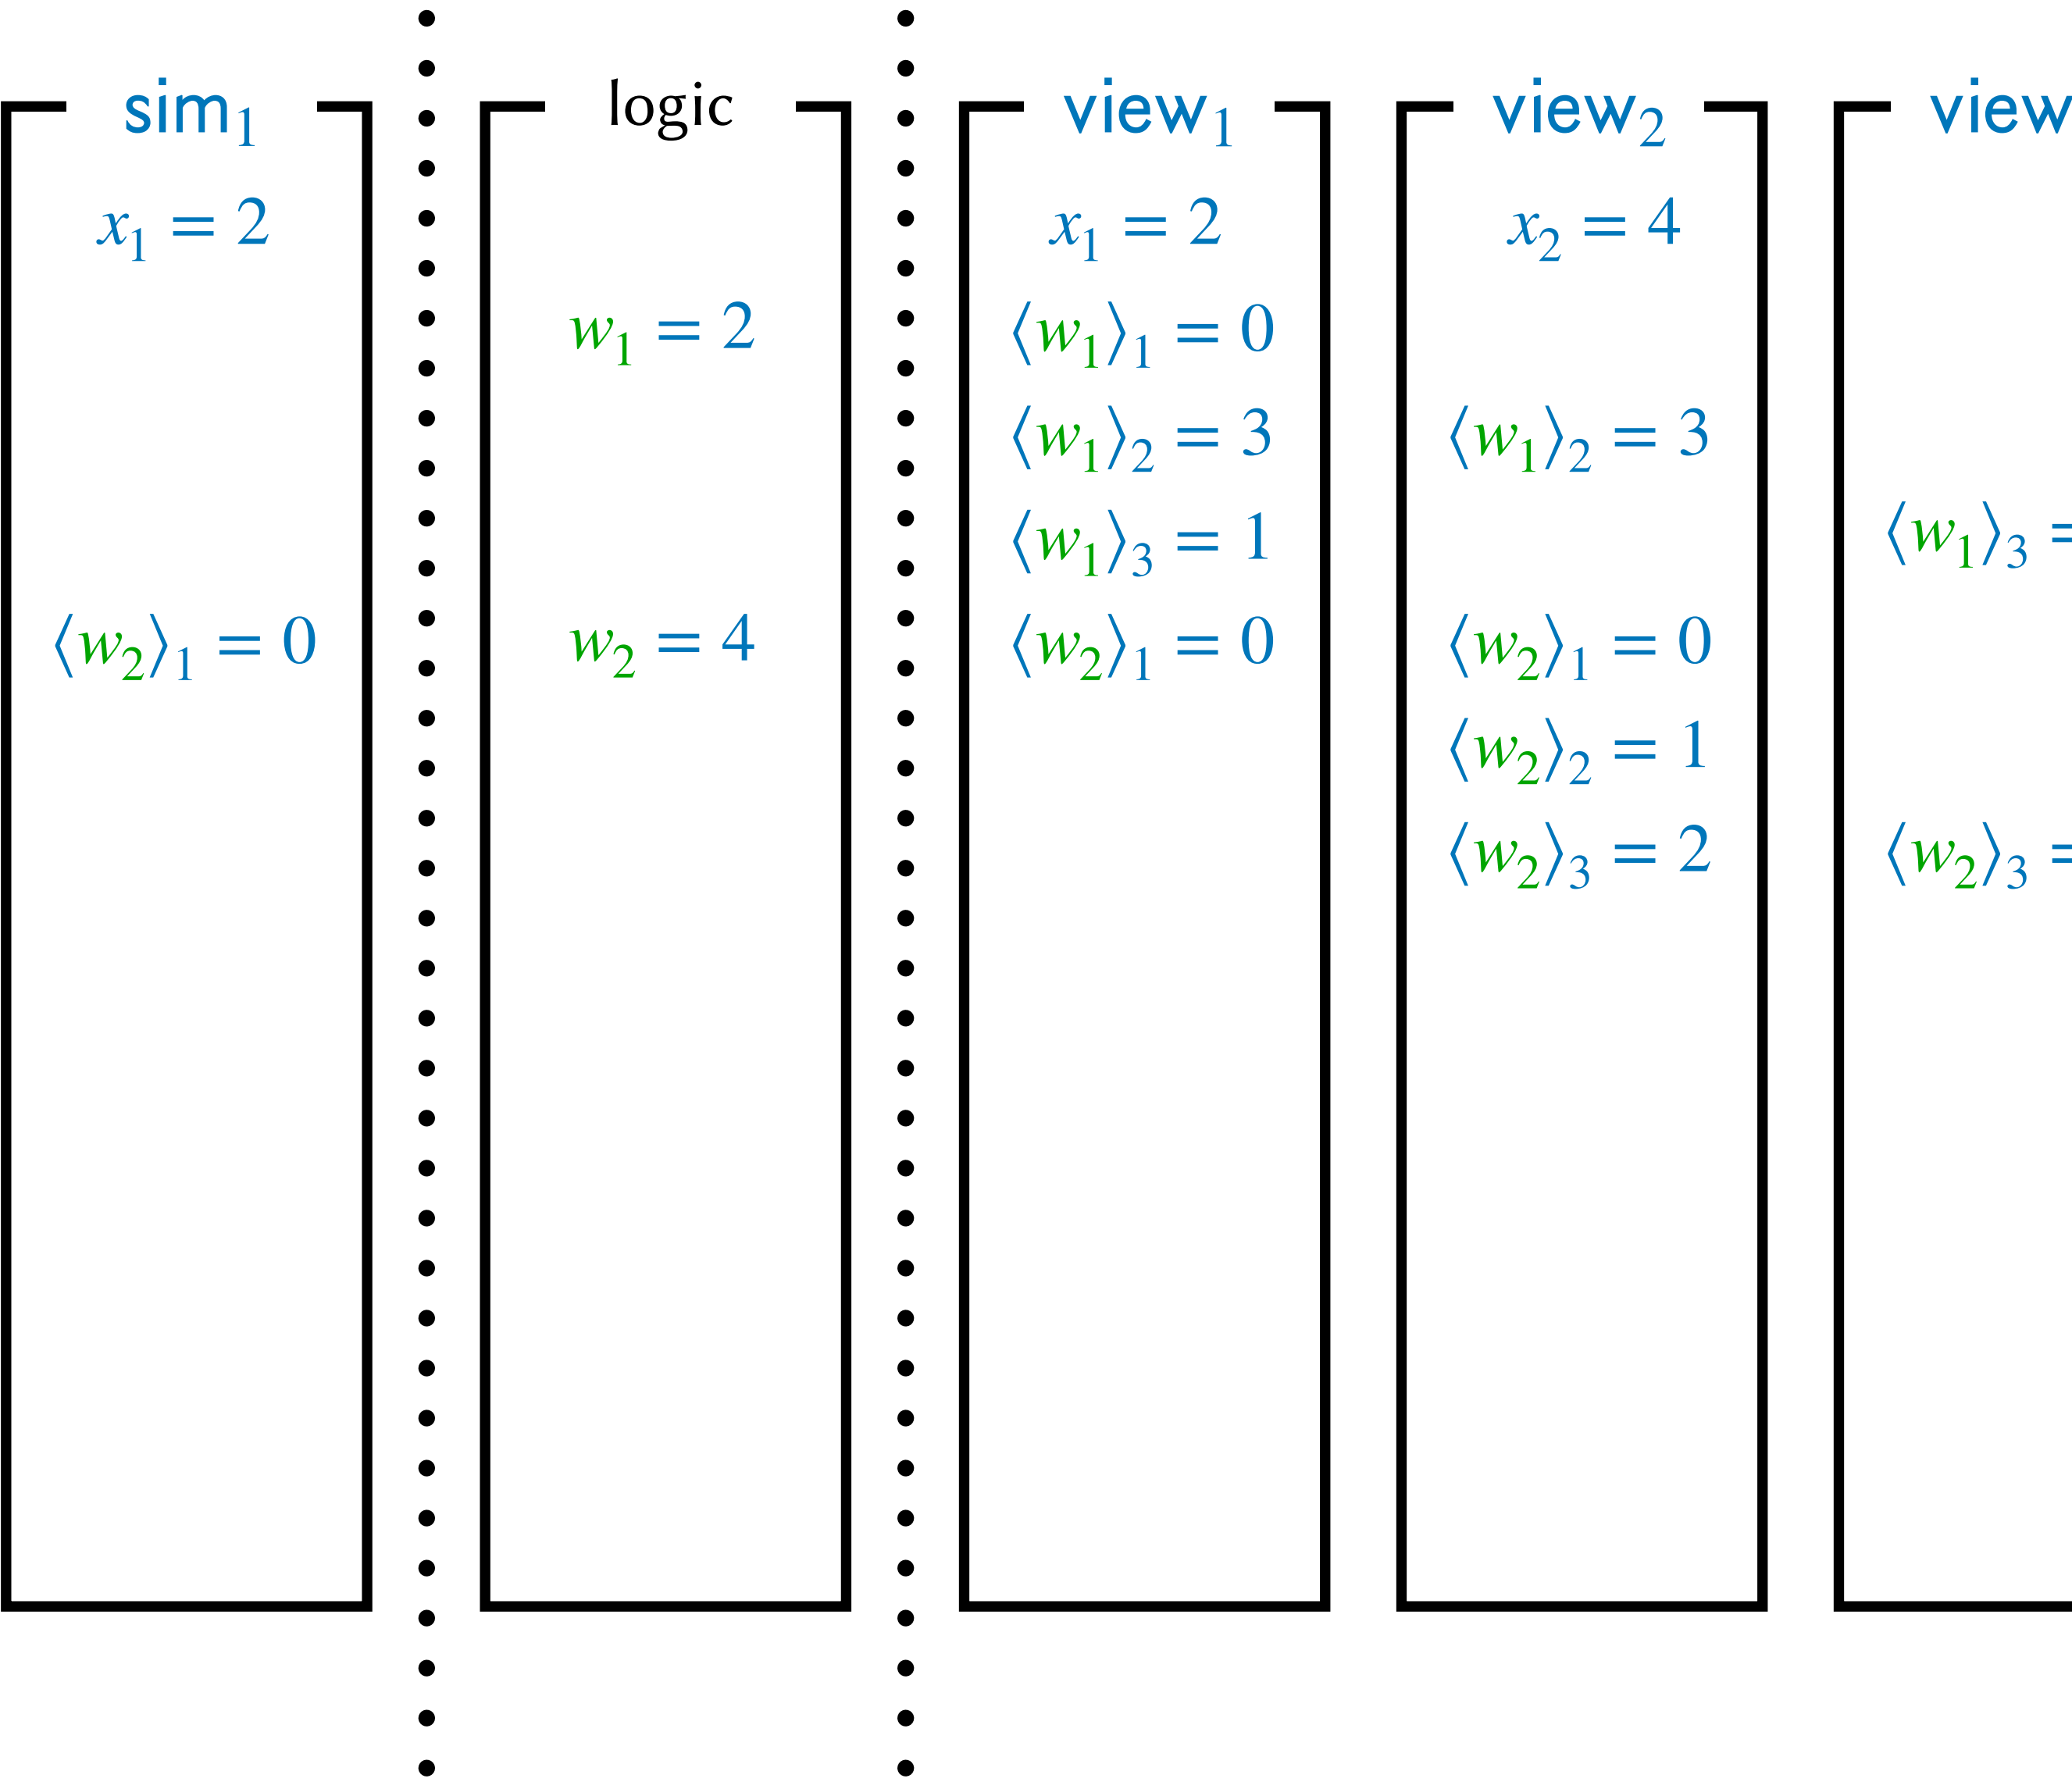 sim₁
x₁ = 2
⟨w₂⟩₁ = 0
logic
w₁ = 2
w₂ = 4
view₁
x₁ = 2
⟨w₁⟩₁ = 0
⟨w₁⟩₂ = 3
⟨w₁⟩₃ = 1
⟨w₂⟩₁ = 0
view₂
x₂ = 4
⟨w₁⟩₂ = 3
⟨w₂⟩₁ = 0
⟨w₂⟩₂ = 1
⟨w₂⟩₃ = 2
view
⟨w₁⟩₃ =
⟨w₂⟩₃ =